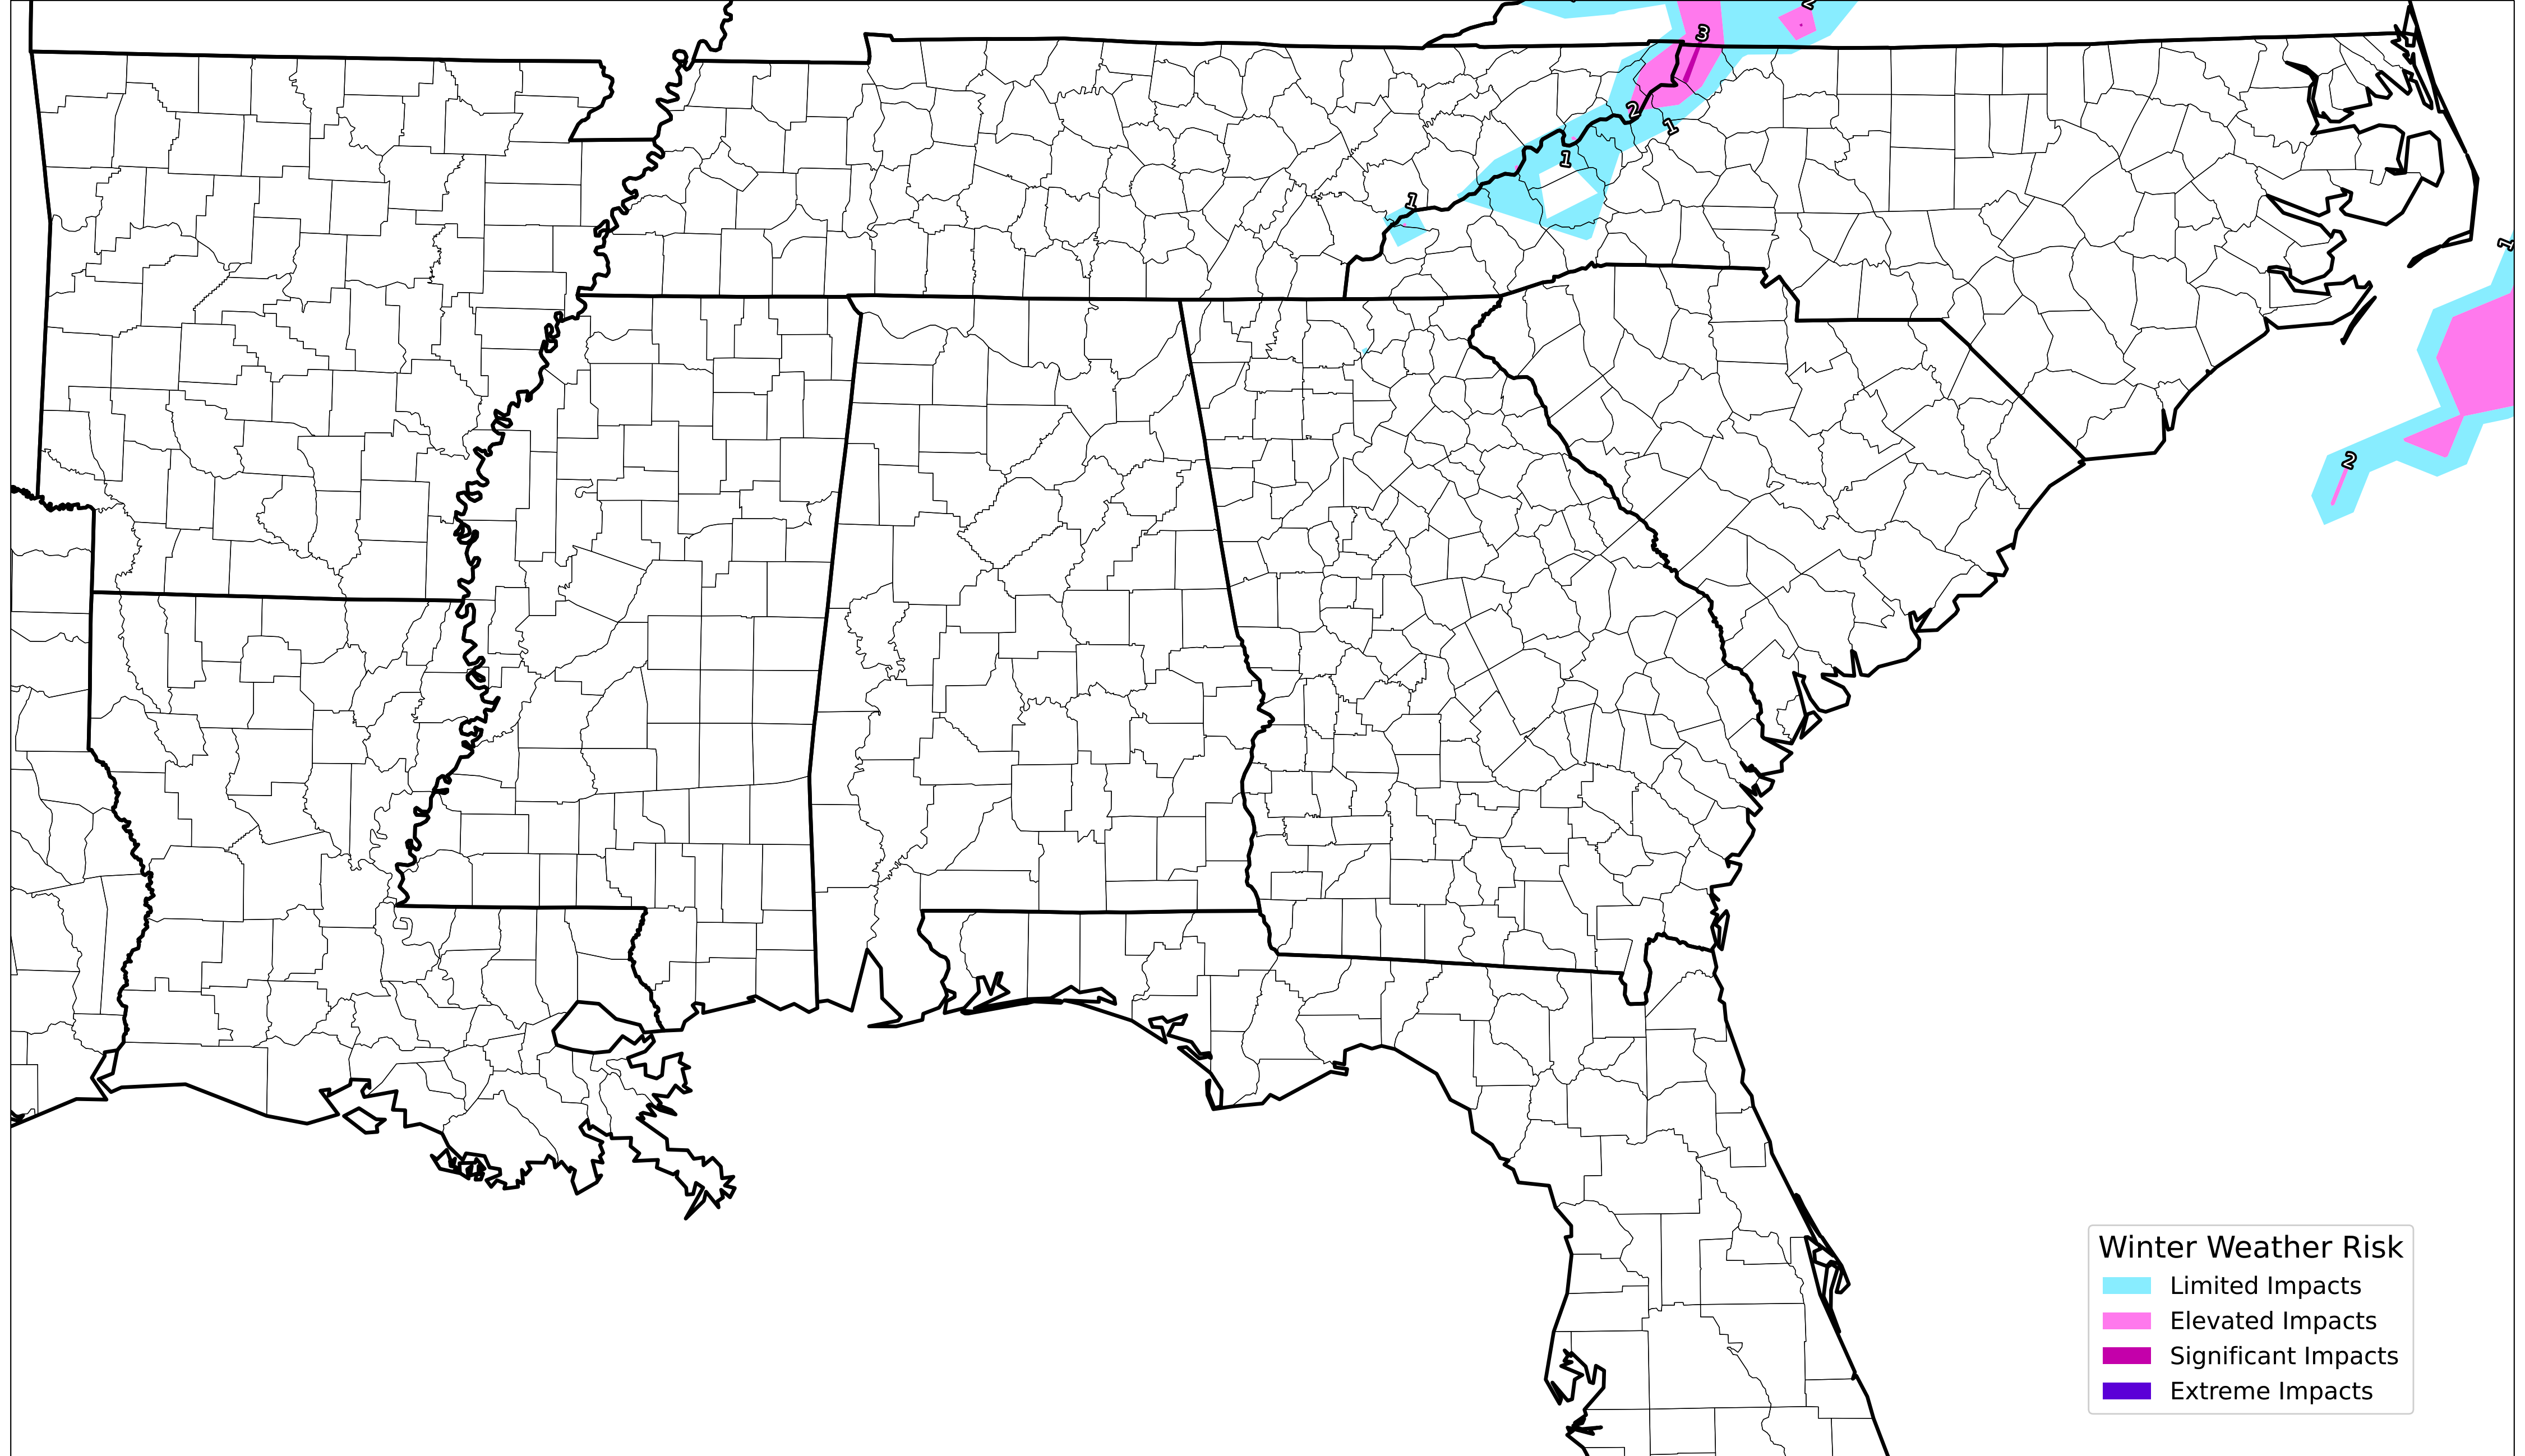 2
3
2
1
1
1
1
2
Winter Weather Risk
Limited Impacts
Elevated Impacts
Significant Impacts
Extreme Impacts